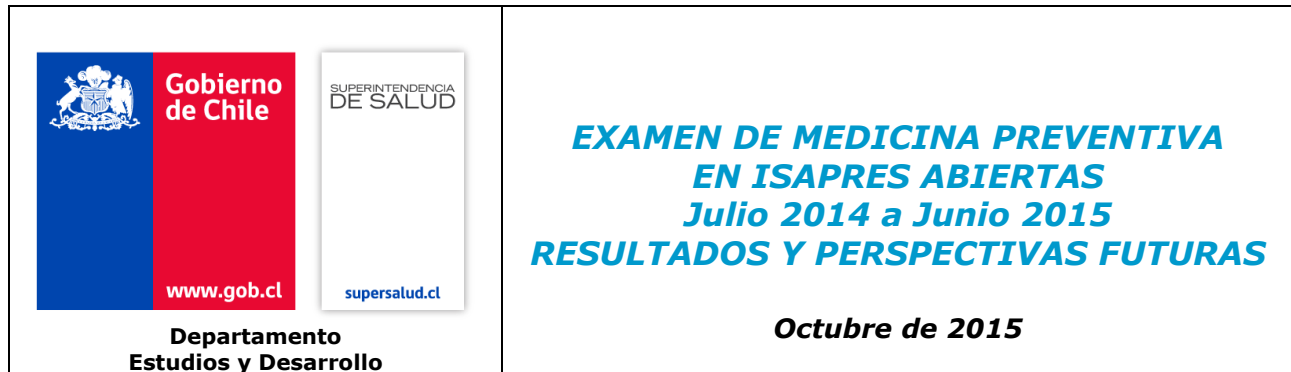 Gobierno
de Chile
www.gob.cl
SUPERINTENDENCIA
DE SALUD
supersalud.cl
Departamento
Estudios y Desarrollo
EXAMEN DE MEDICINA PREVENTIVA
EN ISAPRES ABIERTAS
Julio 2014 a Junio 2015
RESULTADOS Y PERSPECTIVAS FUTURAS
Octubre de 2015